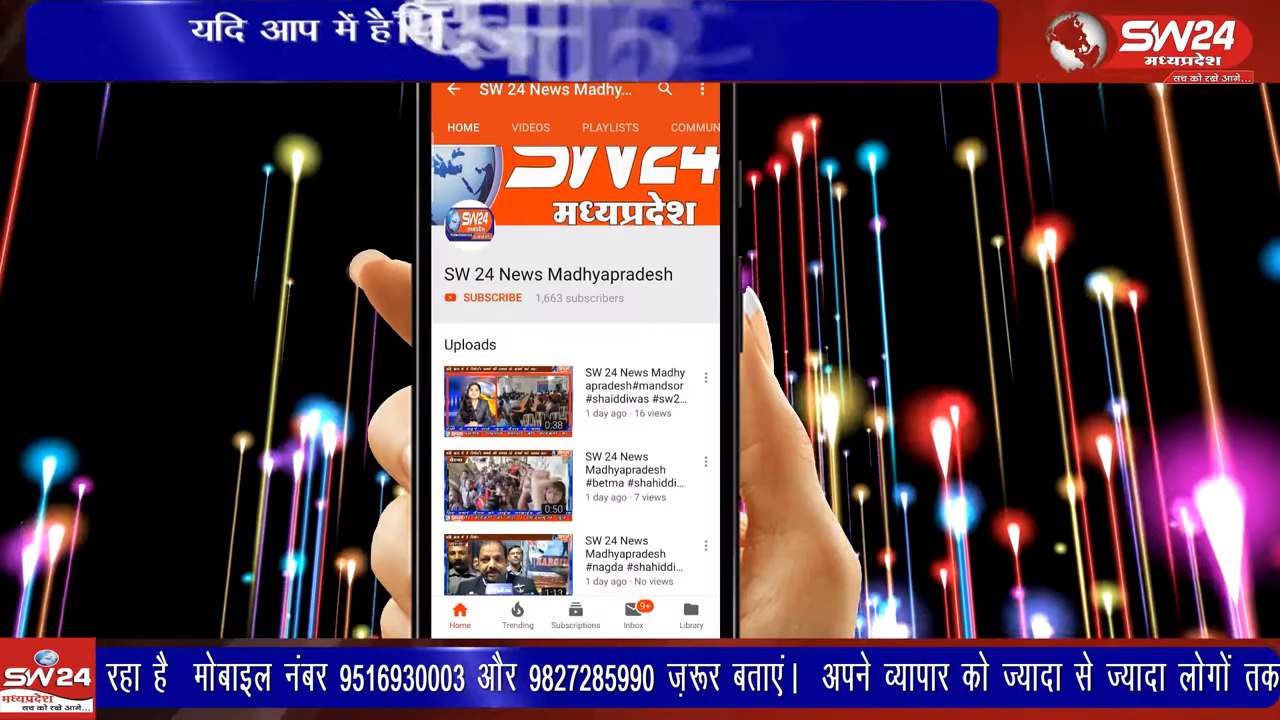 यदि आप में है
SW24
मध्यप्रदेश
सच को रखे आगे...
SW 24 News Madhy...
HOME VIDEOS PLAYLISTS COMMUN
SW24
मध्यप्रदेश
SW24
SW 24 News Madhyapradesh
SUBSCRIBE 1,663 subscribers
Uploads
SW 24 News Madhy
apradesh#mandsor
#shaiddiwas #sw2...
1 day ago · 16 views
0:38
SW 24 News
Madhyapradesh
#betma #shahiddi...
1 day ago · 7 views
0:50
SW 24 News
Madhyapradesh
#nagda #shahiddi...
1 day ago · No views
1:13
9+
Home Trending Subscriptions Inbox Library
SW24
मध्यप्रदेश
सच को रखे आगे...
रहा है मोबाइल नंबर 9516930003 और 9827285990 ज़रूर बताएं। अपने व्यापार को ज्यादा से ज्यादा लोगों तक